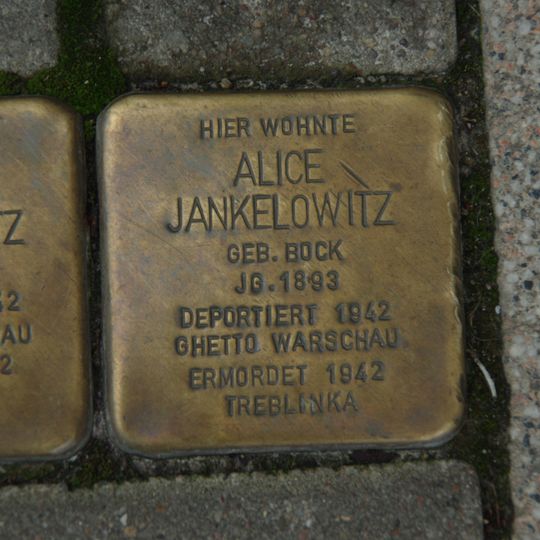 HIER WOHNTE
ALICE
JANKELOWITZ
GEB. BOCK
JG. 1893
DEPORTIERT 1942
GHETTO WARSCHAU
ERMORDET 1942
TREBLINKA